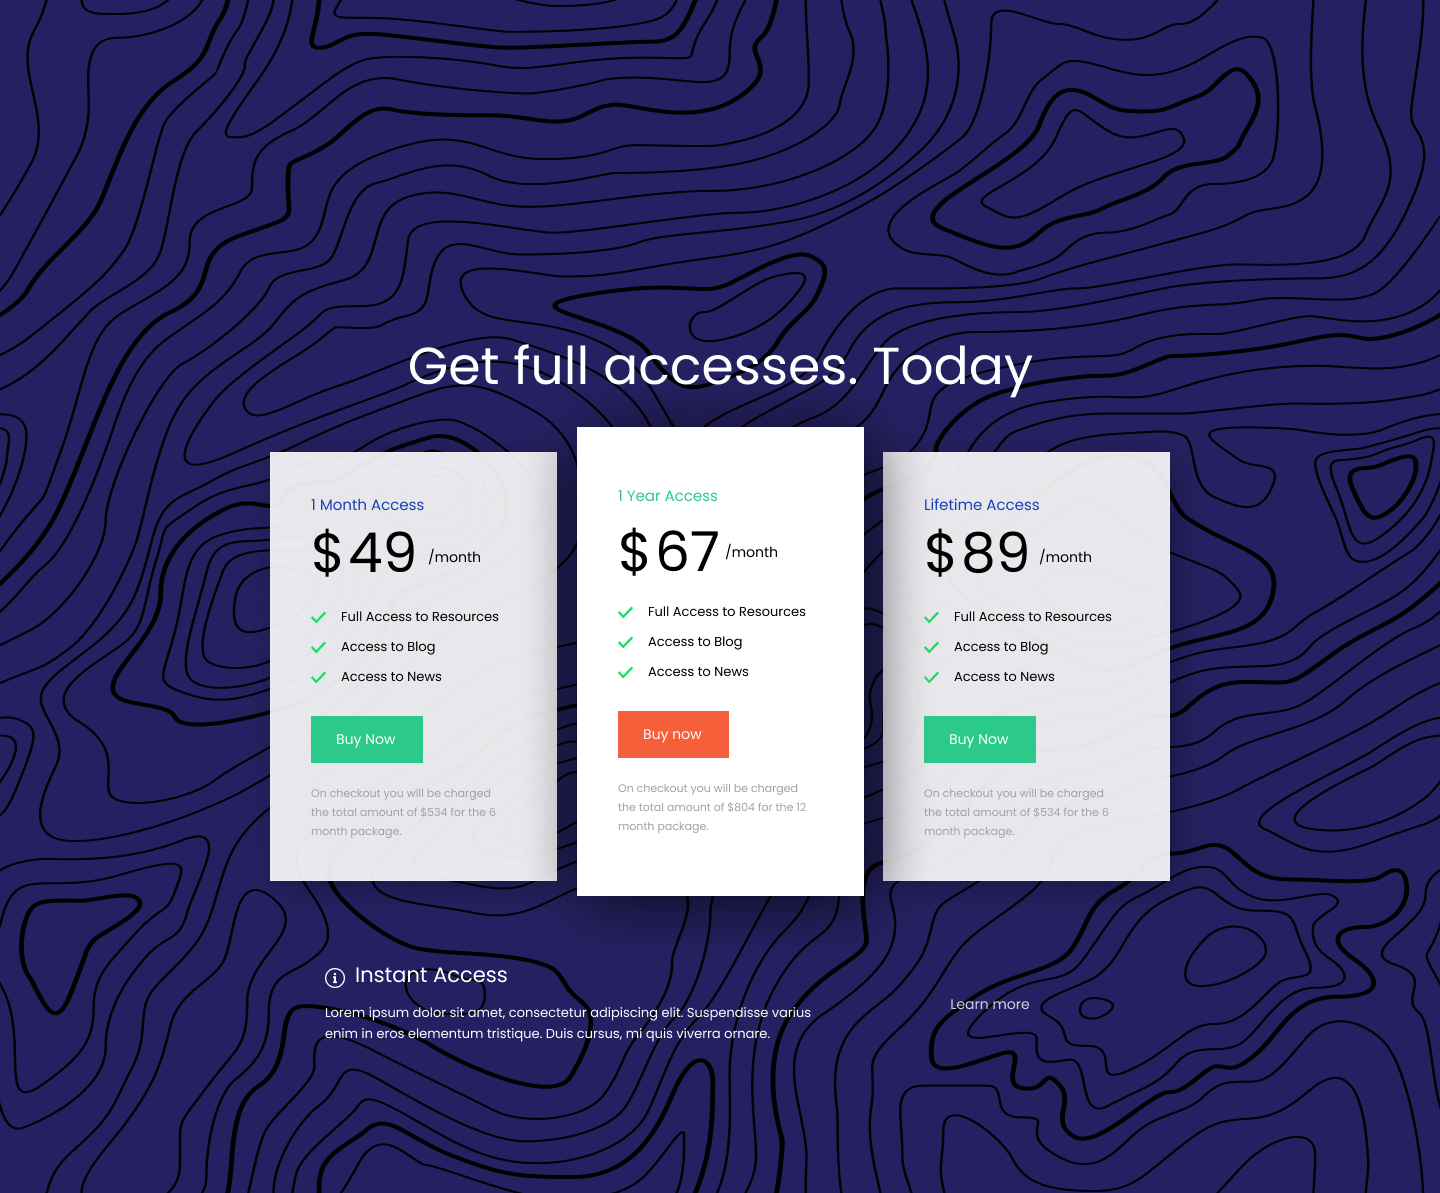 Get full accesses. Today
1 Month Access
$49 /month
Full Access to Resources
Access to Blog
Access to News
Buy Now
On checkout you will be charged
the total amount of $534 for the 6
month package.
1 Year Access
$67 /month
Full Access to Resources
Access to Blog
Access to News
Buy now
On checkout you will be charged
the total amount of $804 for the 12
month package.
Lifetime Access
$89 /month
Full Access to Resources
Access to Blog
Access to News
Buy Now
On checkout you will be charged
the total amount of $534 for the 6
month package.
Instant Access
Lorem ipsum dolor sit amet, consectetur adipiscing elit. Suspendisse varius
enim in eros elementum tristique. Duis cursus, mi quis viverra ornare.
Learn more